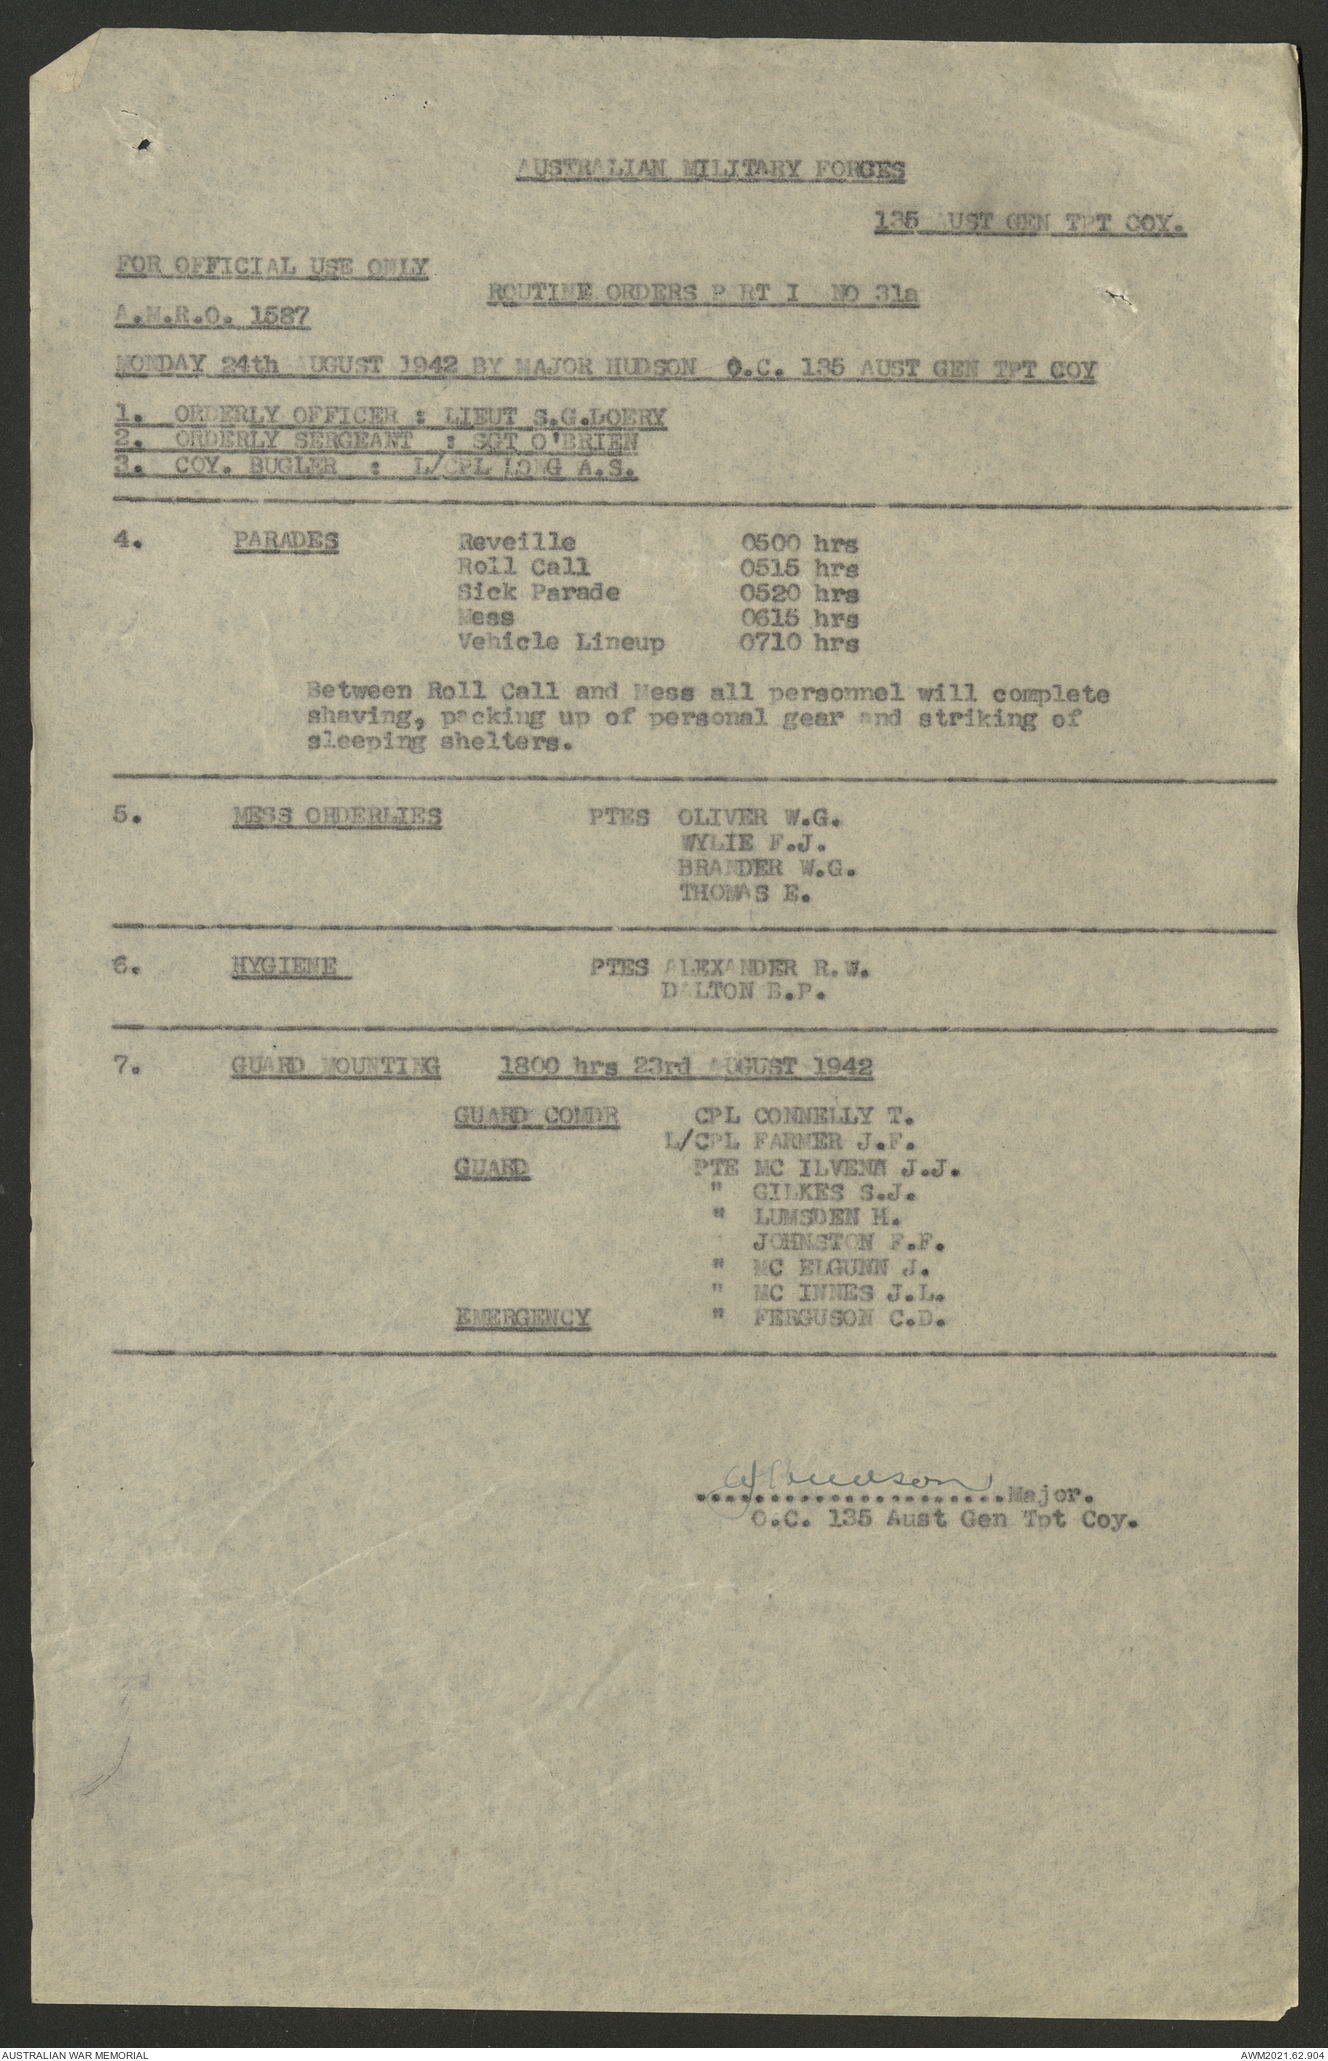 AUSTRALIAN MILITARY FORCES
135 AUST GEN TPT COY.
FOR OFFICIAL USE ONLY
ROUTINE ORDERS PART I NO 31a
A.M.R.O. 1587
MONDAY 24th AUGUST 1942 BY MAJOR HUDSON O.C. 135 AUST GEN TPT COY
1. ORDERLY OFFICER : LIEUT S.G.LOERY
2. ORDERLY SERGEANT : SGT O'BRIEN
3. COY. BUGLER : L/CPL LONG A.S.
4. PARADES Reveille 0500 hrs
Roll Call 0515 hrs
Sick Parade 0520 hrs
Mess 0615 hrs
Vehicle Lineup 0710 hrs
Between Roll Call and Mess all personnel will complete
shaving, packing up of personal gear and striking of
sleeping shelters.
5. MESS ORDERLIES PTES OLIVER W.G.
WYLIE F.J.
BRANDER W.G.
THOMAS E.
6. HYGIENE PTES ALEXANDER R.W.
DALTON E.P.
7. GUARD MOUNTING 1800 hrs 23rd AUGUST 1942
GUARD COMDR CPL CONNELLY T.
L/CPL FARMER J.F.
GUARD PTE MC ILVENN J.J.
" GILKES S.J.
" LUMSDEN H.
JOHNSTON F.F.
" MC ELGUNN J.
" MC INNES J.L.
EMERGENCY " FERGUSON C.D.
Hudson
.....................Major.
O.C. 135 Aust Gen Tpt Coy.
AUSTRALIAN WAR MEMORIAL
AWM2021.62.904